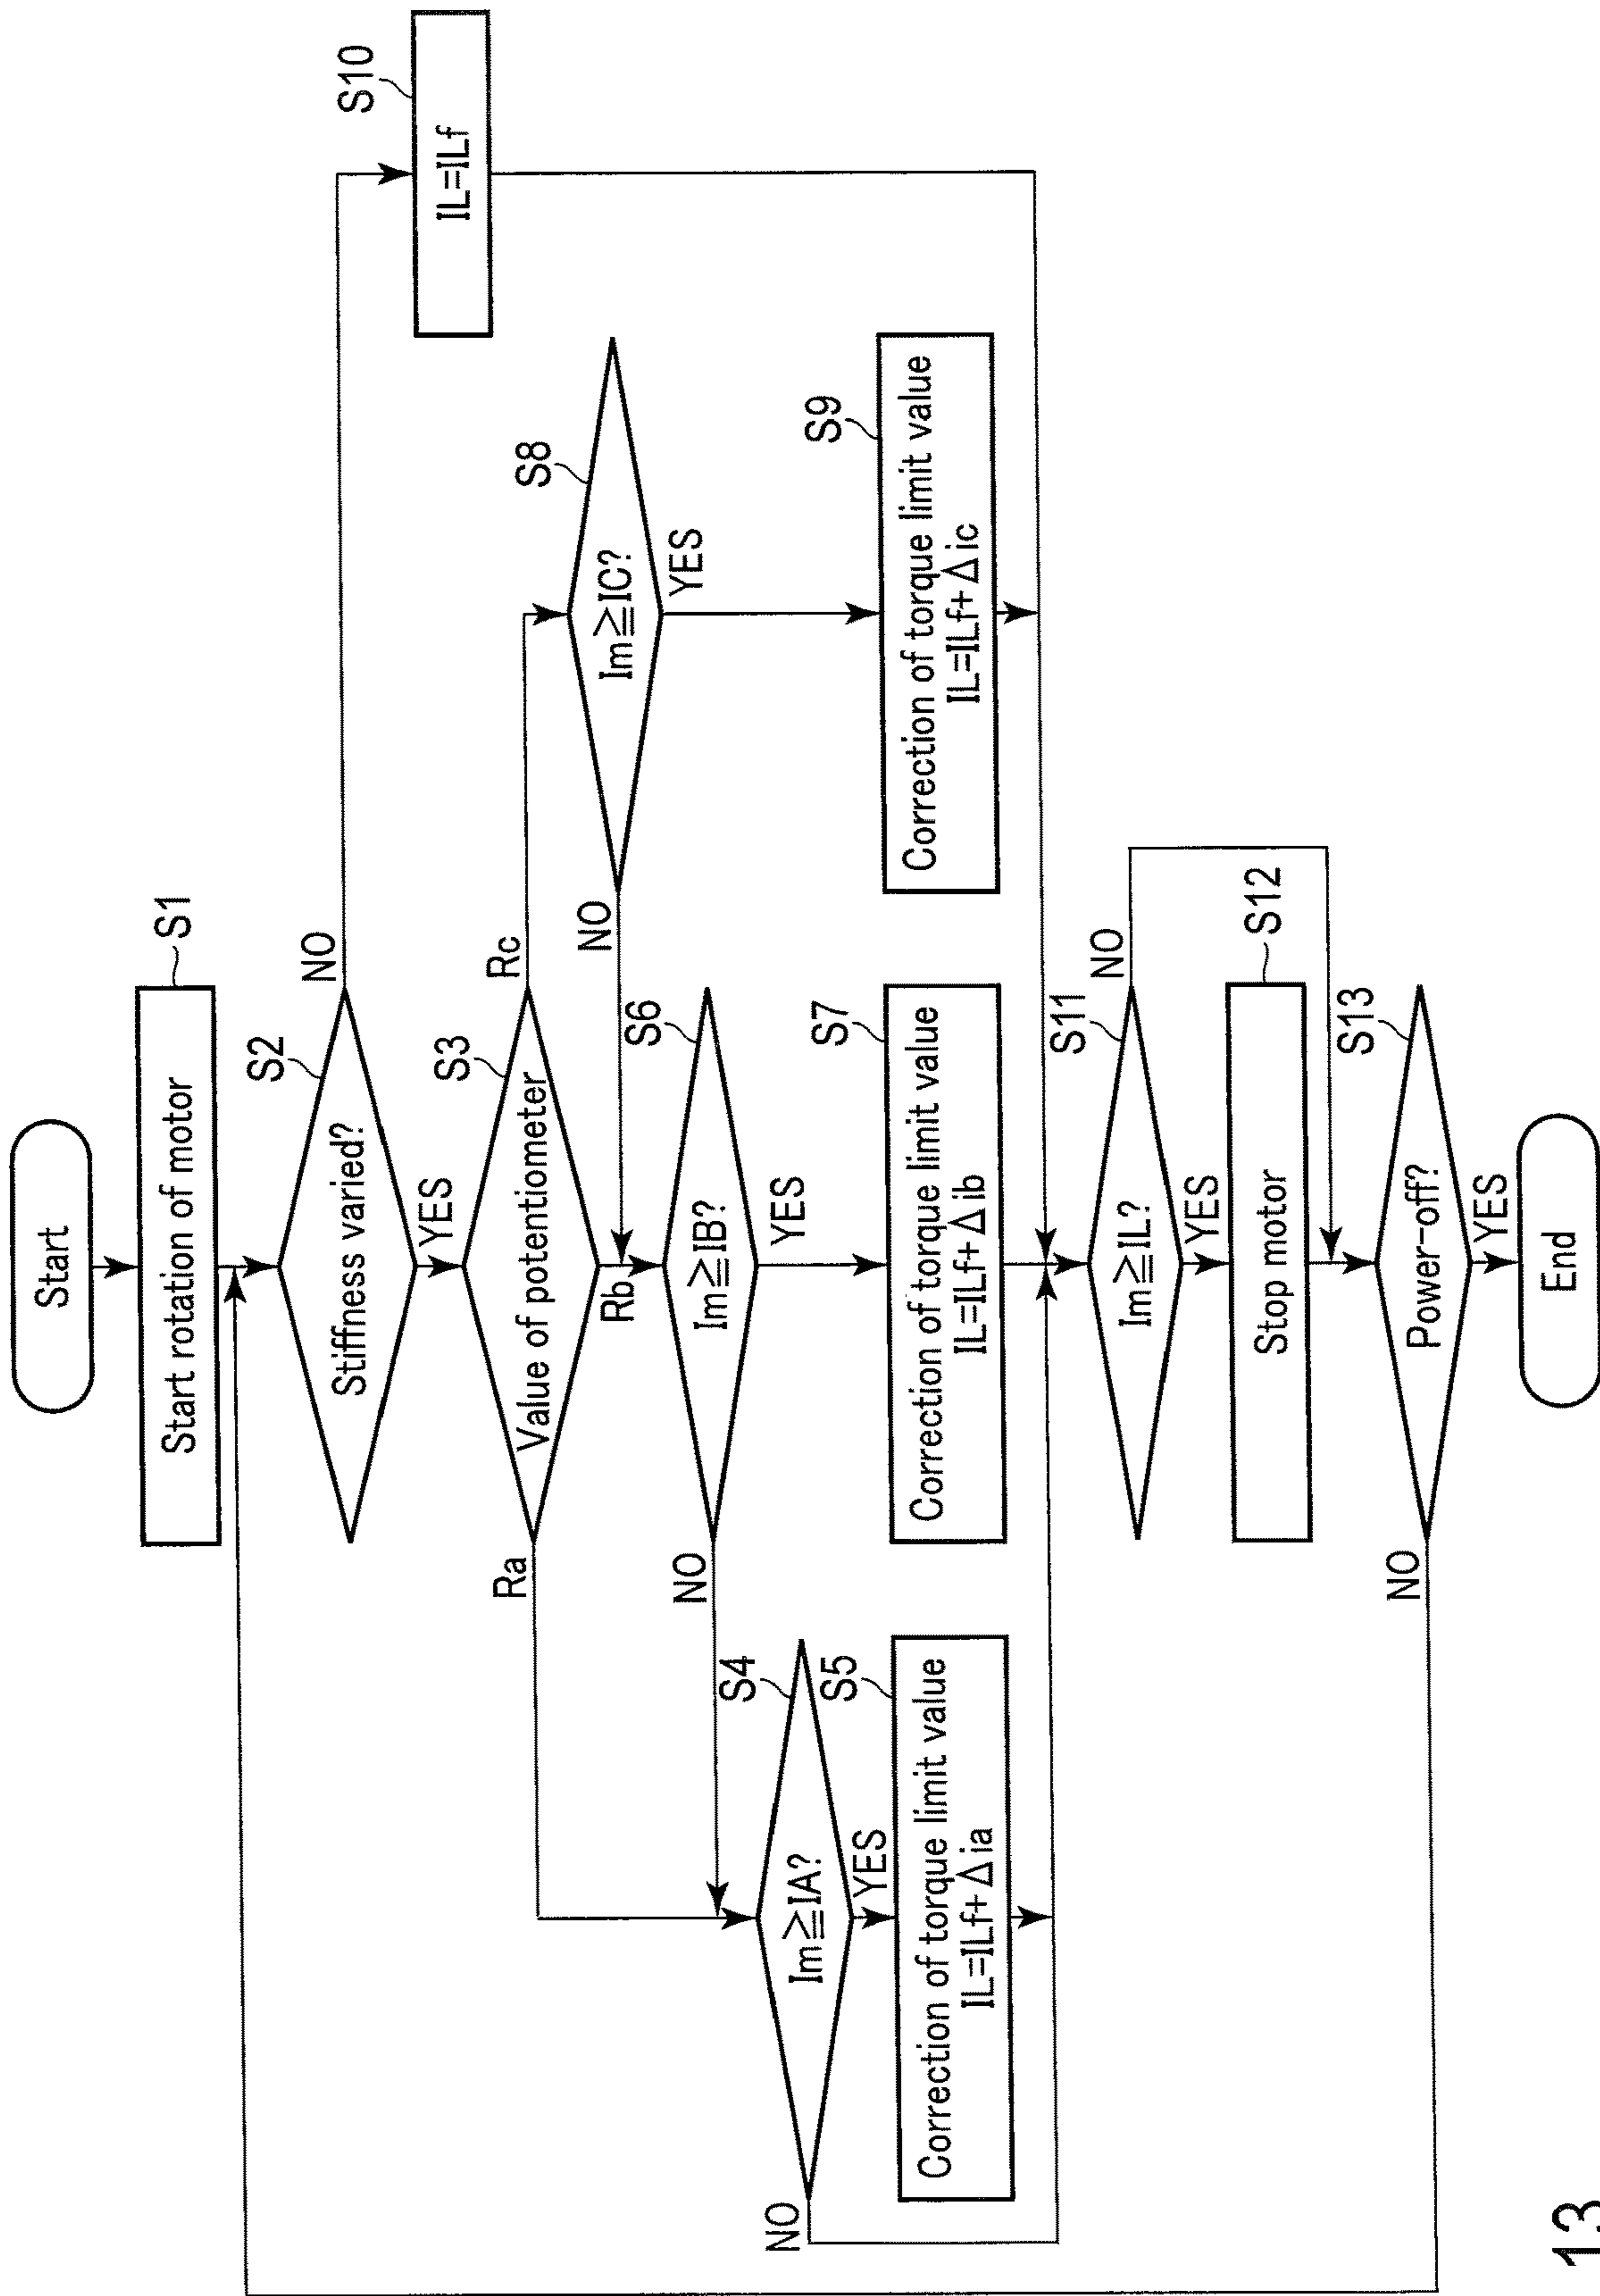 Start
Start rotation of motor
S1
Stiffness varied?
S2
NO
YES
IL=ILf
S10
Value of potentiometer
S3
Ra
Rb
Rc
Im≧IC?
S8
NO
YES
Im≧IB?
S6
NO
YES
Im≧IA?
S4
NO
YES
Correction of torque limit value
IL=ILf+Δia
S5
Correction of torque limit value
IL=ILf+Δib
S7
Correction of torque limit value
IL=ILf+Δic
S9
Im≧IL?
S11
NO
YES
Stop motor
S12
Power-off?
S13
NO
YES
End
13